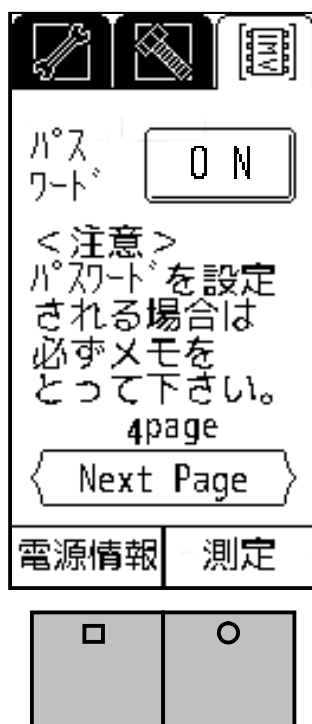 IMV
ﾊﾟｽﾜｰﾄﾞ
ON
<注意>
ﾊﾟｽﾜｰﾄﾞを設定
される場合は
必ずメモを
とって下さい。
4page
Next Page
電源情報
測定